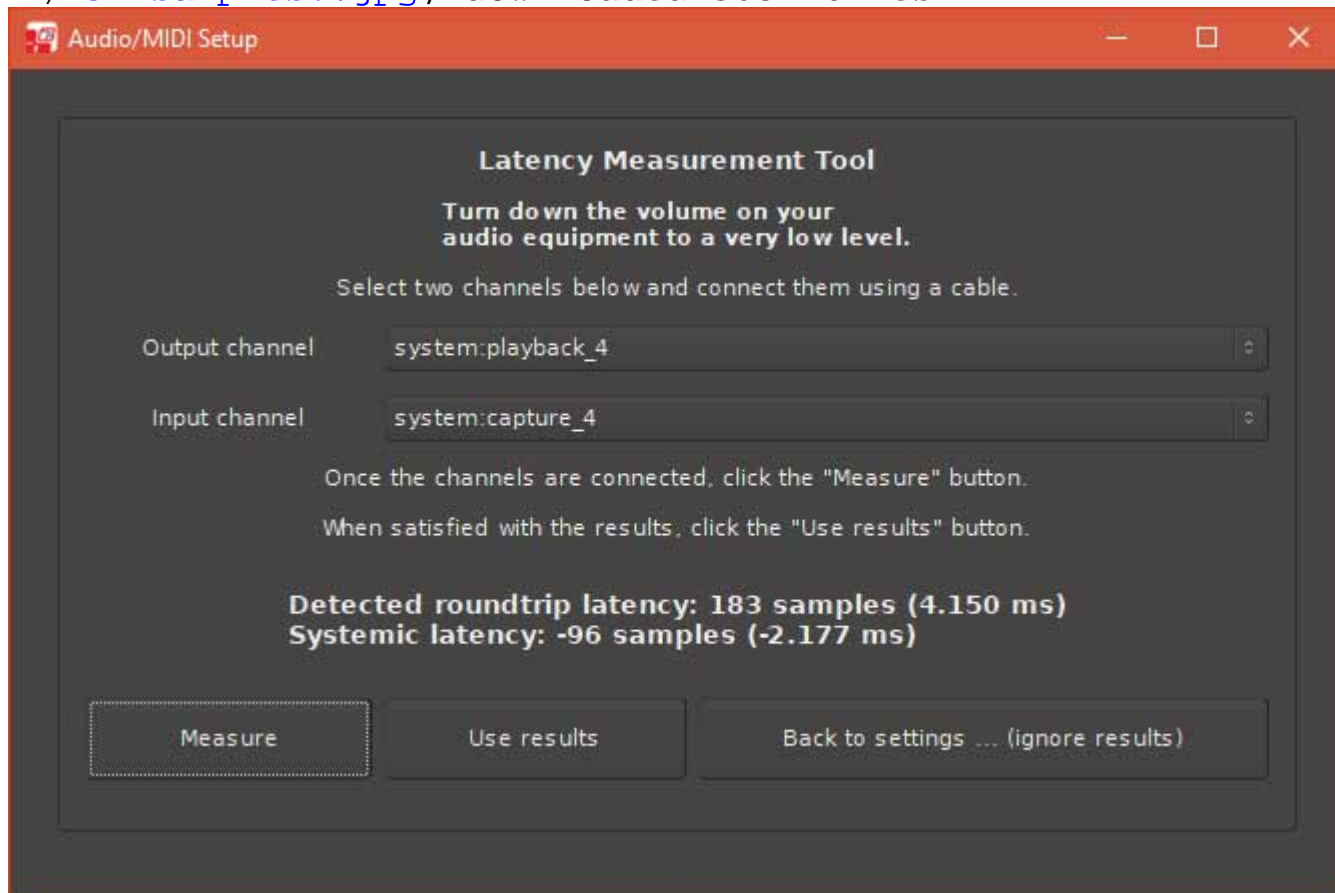 Audio/MIDI Setup
Latency Measurement Tool
Turn down the volume on your
audio equipment to a very low level.
Select two channels below and connect them using a cable.
Output channel
system:playback_4
Input channel
system:capture_4
Once the channels are connected, click the "Measure" button.
When satisfied with the results, click the "Use results" button.
Detected roundtrip latency: 183 samples (4.150 ms)
Systemic latency: -96 samples (-2.177 ms)
Measure
Use results
Back to settings ... (ignore results)